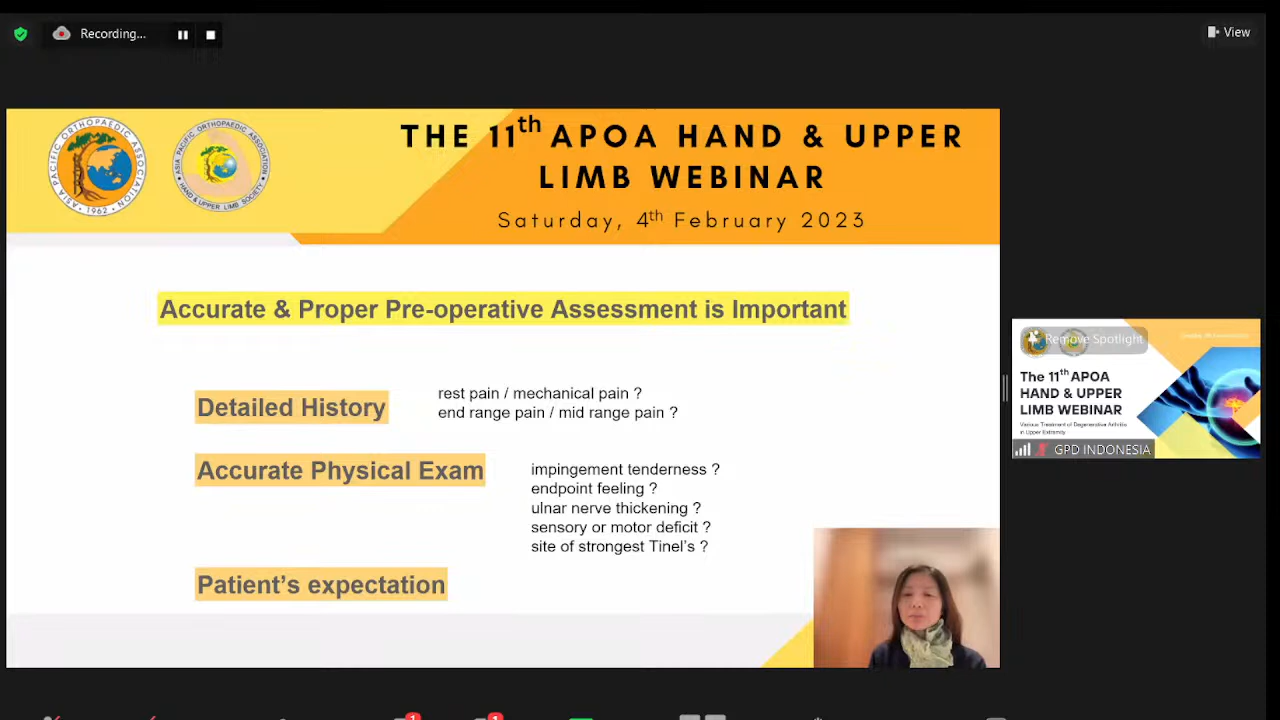 Recording...
View
ASIA PACIFIC ORTHOPAEDIC ASSOCIATION
1962
ASIA PACIFIC ORTHOPAEDIC ASSOCIATION
HAND & UPPER LIMB SOCIETY
THE 11th APOA HAND & UPPER
LIMB WEBINAR
Saturday, 4th February 2023
Accurate & Proper Pre-operative Assessment is Important
Detailed History
rest pain / mechanical pain ?
end range pain / mid range pain ?
Accurate Physical Exam
impingement tenderness ?
endpoint feeling ?
ulnar nerve thickening ?
sensory or motor deficit ?
site of strongest Tinel's ?
Patient's expectation
Remove Spotlight
The 11th APOA
HAND & UPPER
LIMB WEBINAR
Various Treatment of Degenerative Arthritis
in Upper Extremity
GPD INDONESIA
1
1